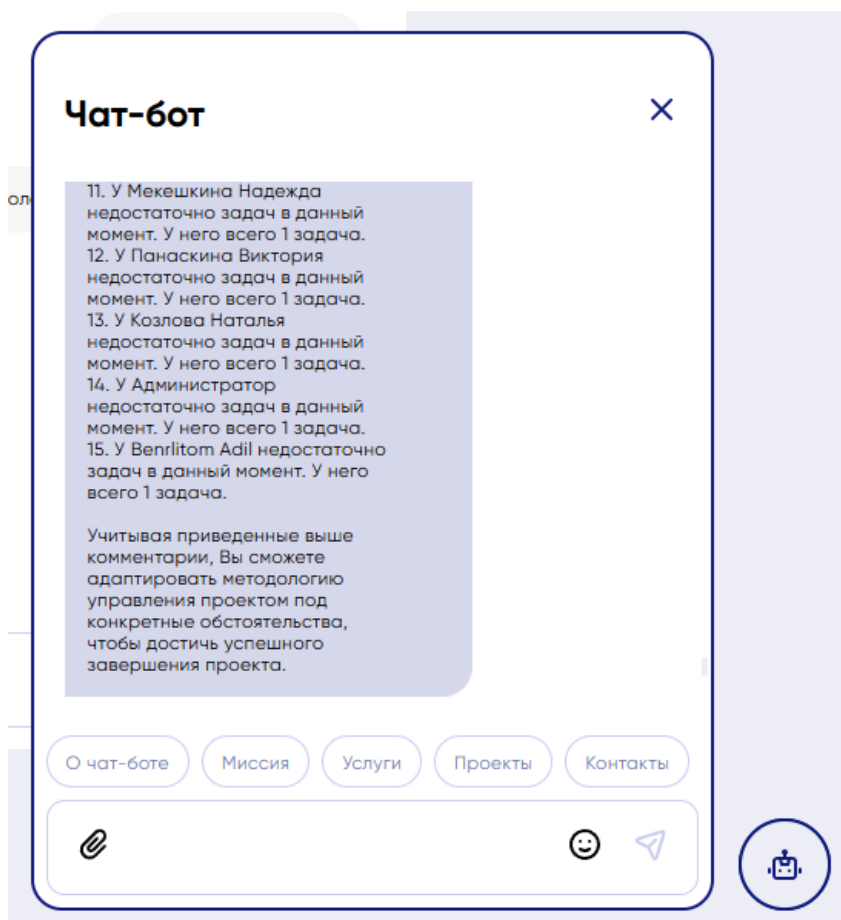 Чат-бот
ол
11. У Мекешкина Надежда
недостаточно задач в данный
момент. У него всего 1 задача.
12. У Панаскина Виктория
недостаточно задач в данный
момент. У него всего 1 задача.
13. У Козлова Наталья
недостаточно задач в данный
момент. У него всего 1 задача.
14. У Администратор
недостаточно задач в данный
момент. У него всего 1 задача.
15. У Benrlitom Adil недостаточно
задач в данный момент. У него
всего 1 задача.
Учитывая приведенные выше
комментарии, Вы сможете
адаптировать методологию
управления проектом под
конкретные обстоятельства,
чтобы достичь успешного
завершения проекта.
О чат-боте Миссия Услуги Проекты Контакты